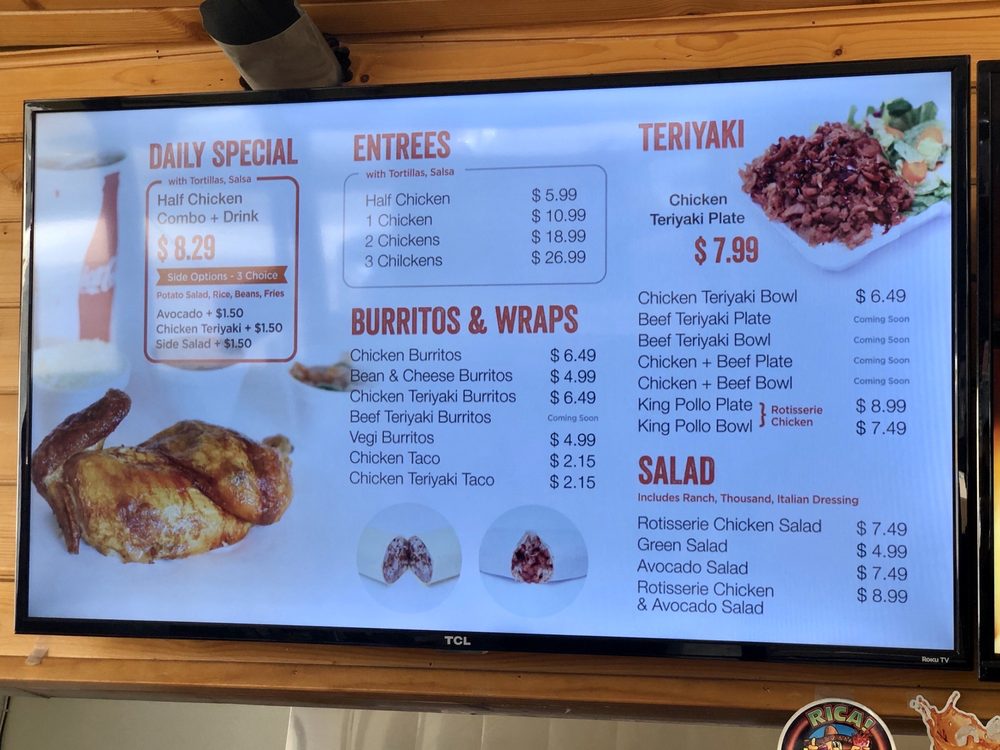 DAILY SPECIAL
with Tortillas, Salsa
Half Chicken
Combo + Drink
$ 8.29
Side Options - 3 Choice
Potato Salad, Rice, Beans, Fries
Avocado + $1.50
Chicken Teriyaki + $1.50
Side Salad + $1.50
ENTREES
with Tortillas, Salsa
Half Chicken $ 5.99
1 Chicken $ 10.99
2 Chickens $ 18.99
3 Chilckens $ 26.99
BURRITOS & WRAPS
Chicken Burritos $ 6.49
Bean & Cheese Burritos $ 4.99
Chicken Teriyaki Burritos $ 6.49
Beef Teriyaki Burritos Coming Soon
Vegi Burritos $ 4.99
Chicken Taco $ 2.15
Chicken Teriyaki Taco $ 2.15
TERIYAKI
Chicken
Teriyaki Plate
$ 7.99
Chicken Teriyaki Bowl $ 6.49
Beef Teriyaki Plate Coming Soon
Beef Teriyaki Bowl Coming Soon
Chicken + Beef Plate Coming Soon
Chicken + Beef Bowl Coming Soon
King Pollo Plate $ 8.99
King Pollo Bowl $ 7.49
Rotisserie
Chicken
SALAD
Includes Ranch, Thousand, Italian Dressing
Rotisserie Chicken Salad $ 7.49
Green Salad $ 4.99
Avocado Salad $ 7.49
Rotisserie Chicken $ 8.99
& Avocado Salad
TCL
Roku TV
RICA!